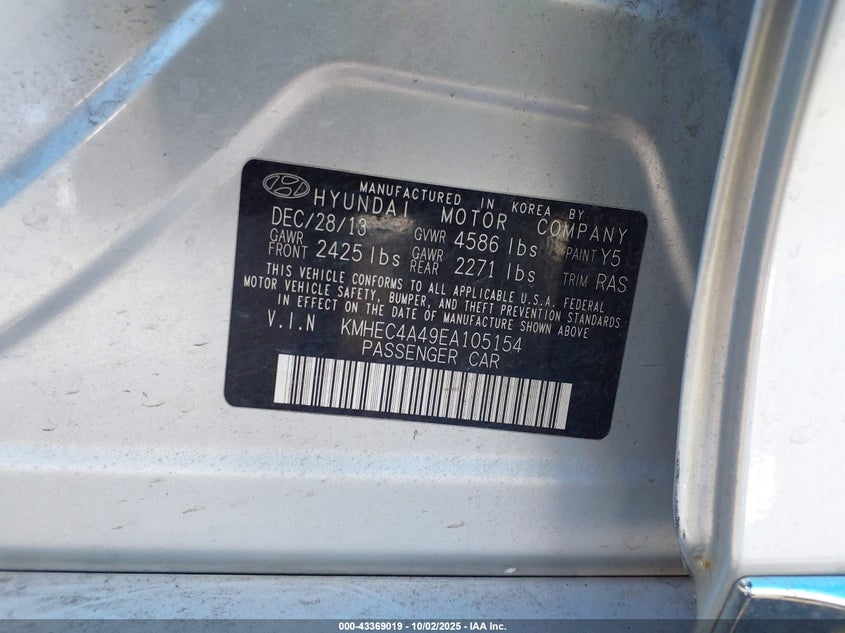 MANUFACTURED IN KOREA BY
HYUNDAI MOTOR COMPANY
DEC/28/13 GVWR 4586 lbs PAINT Y5
GAWR FRONT 2425 lbs GAWR REAR 2271 lbs TRIM RAS
THIS VEHICLE CONFORMS TO ALL APPLICABLE U.S.A. FEDERAL
MOTOR VEHICLE SAFETY, BUMPER, AND THEFT PREVENTION STANDARDS
IN EFFECT ON THE DATE OF MANUFACTURE SHOWN ABOVE
V.I.N KMHEC4A49EA105154
PASSENGER CAR
000-43369019 - 10/02/2025 - IAA Inc.